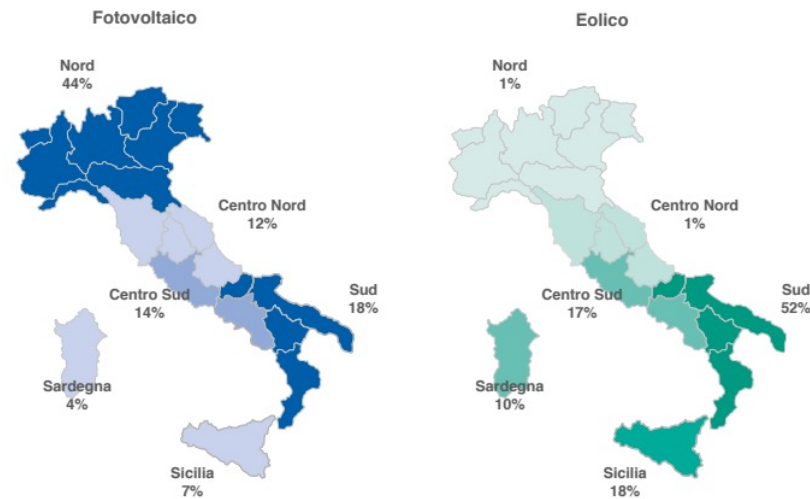 Fotovoltaico
Nord
44%
Centro Nord
12%
Centro Sud
14%
Sud
18%
Sardegna
4%
Sicilia
7%
Eolico
Nord
1%
Centro Nord
1%
Centro Sud
17%
Sud
52%
Sardegna
10%
Sicilia
18%